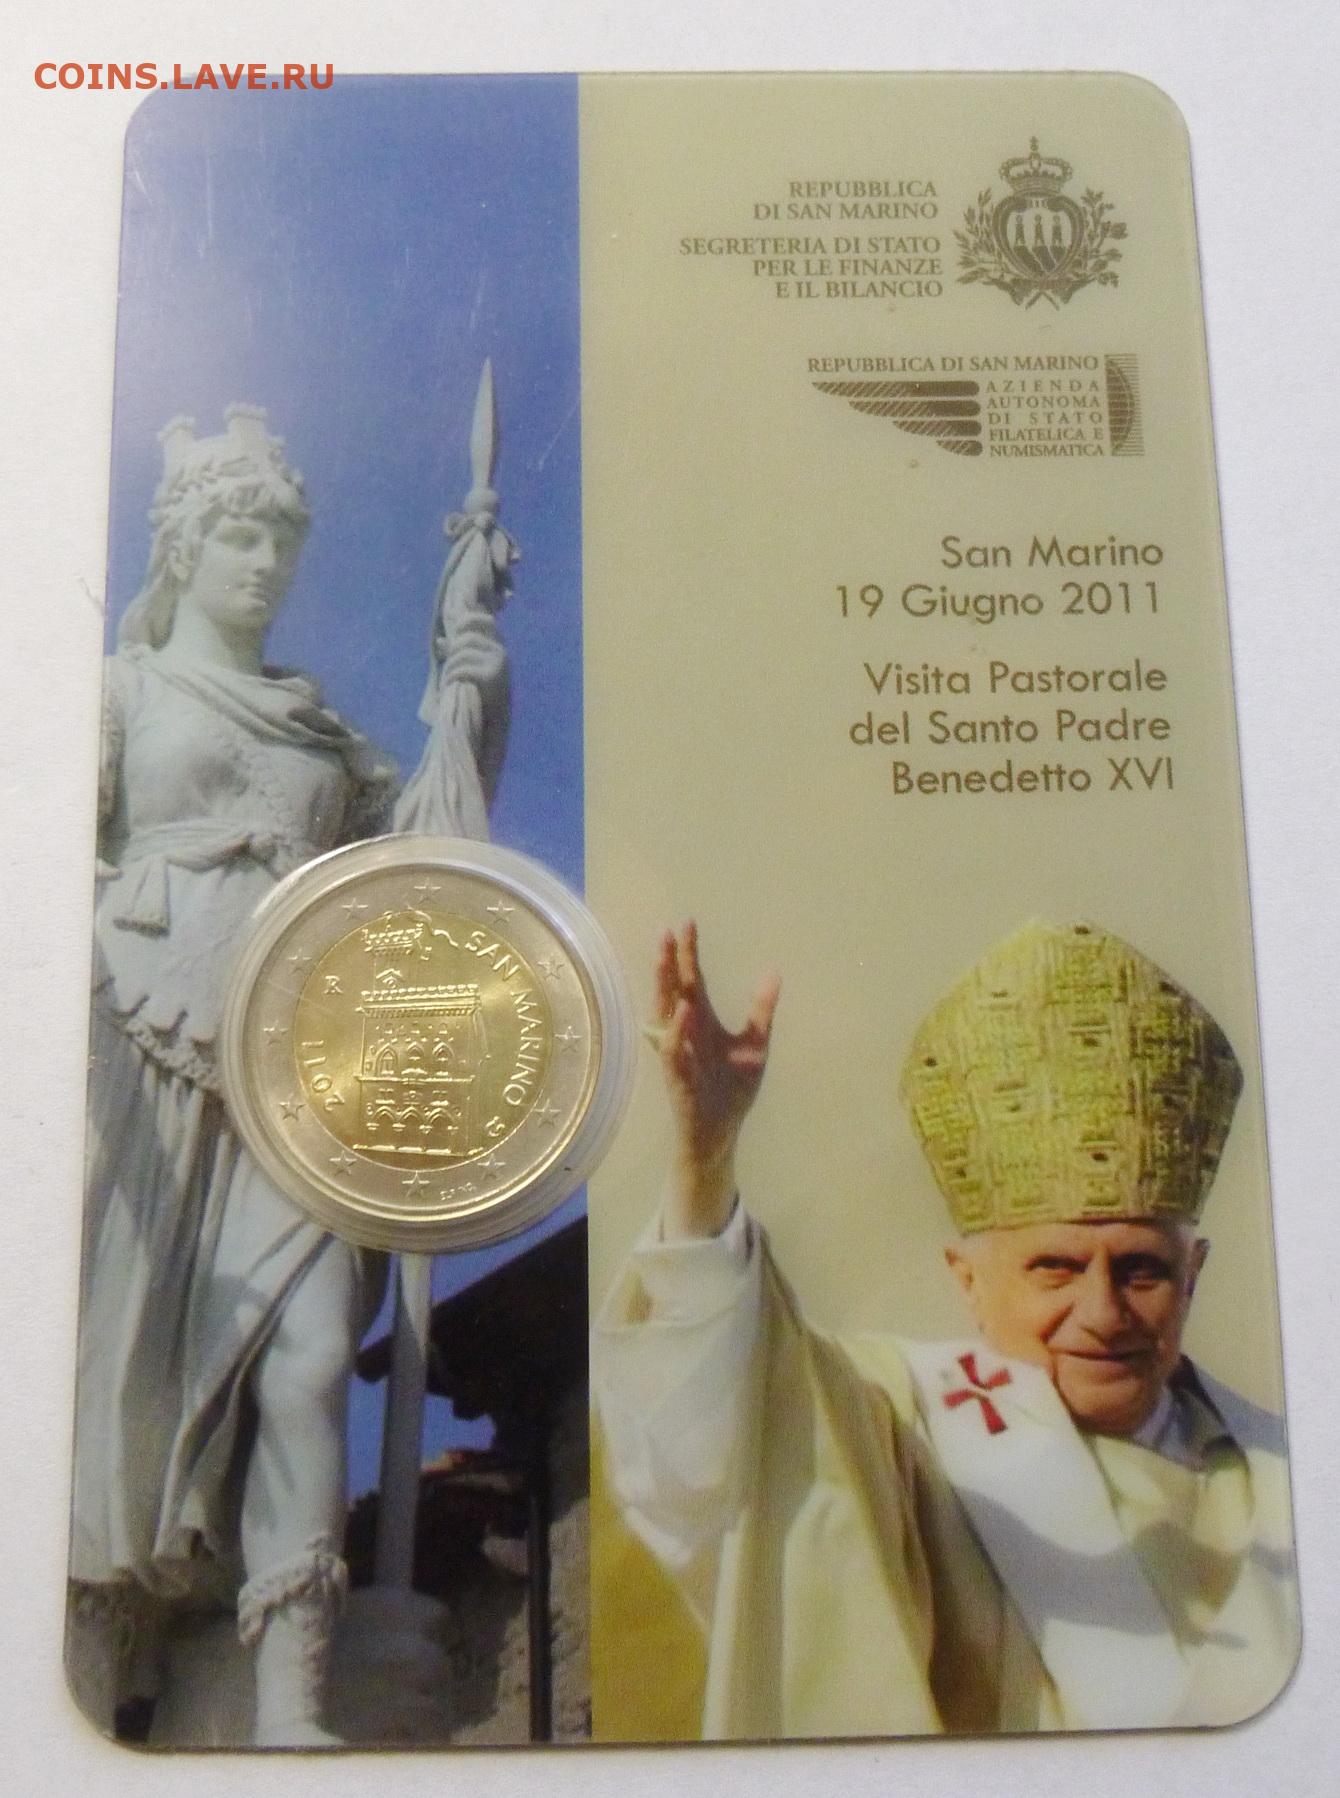 COINS.LAVE.RU
REPUBBLICA
DI SAN MARINO
SEGRETERIA DI STATO
PER LE FINANZE
E IL BILANCIO
REPUBBLICA DI SAN MARINO
AZIENDA
AUTONOMA
DI STATO
FILATELICA E
NUMISMATICA
San Marino
19 Giugno 2011
Visita Pastorale
del Santo Padre
Benedetto XVI
SAN MARINO
R
2011